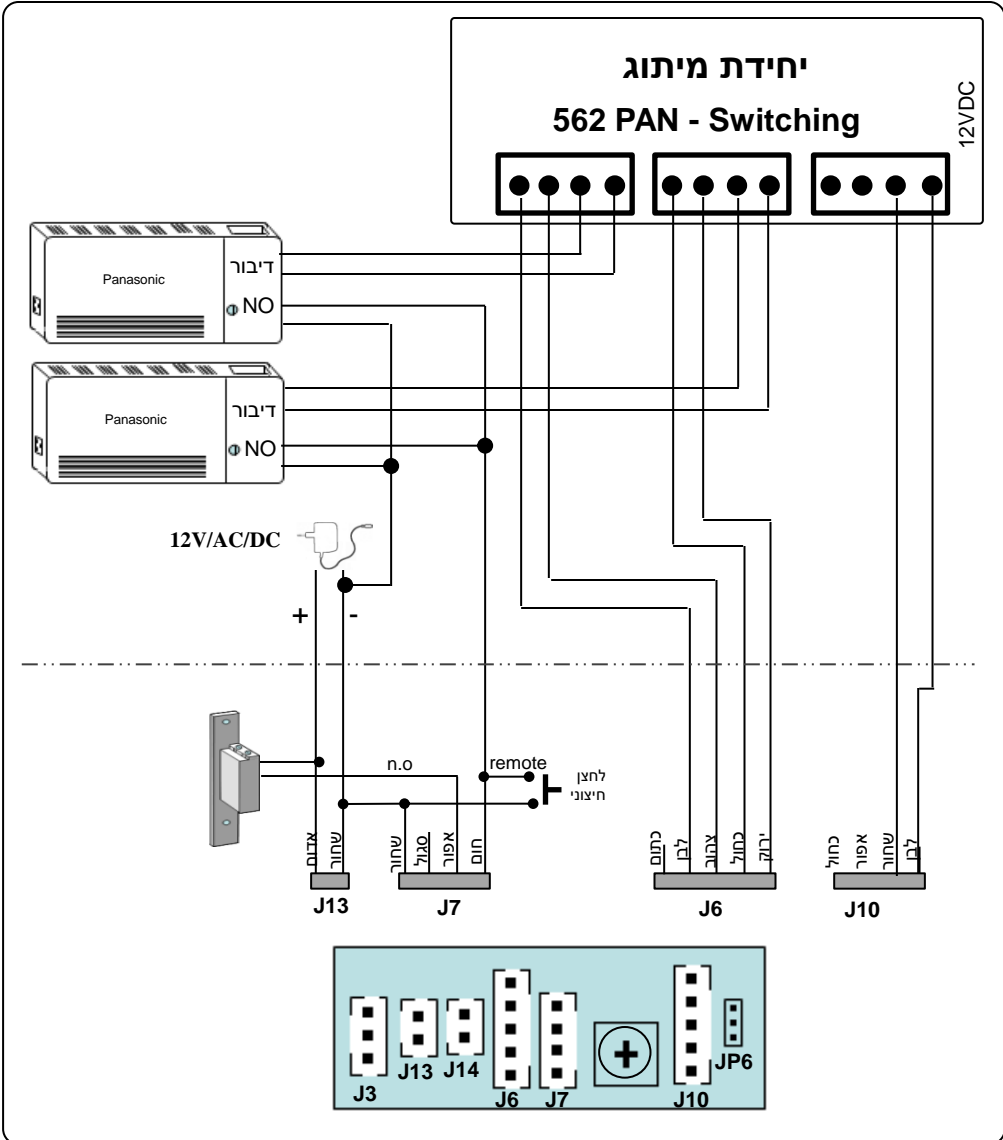 יחידת מיתוג
562 PAN - Switching
12VDC
Panasonic
דיבור
NO
Panasonic
דיבור
NO
12V/AC/DC
+ -
n.o
remote
לחצן
חיצוני
אדום
שחור
שחור
סגול
אפור
חום
כתום
לבן
צהוב
כחול
ירוק
כחול
אפור
שחור
לבן
J13
J7
J6
J10
J3
J13
J14
J6
J7
J10
JP6